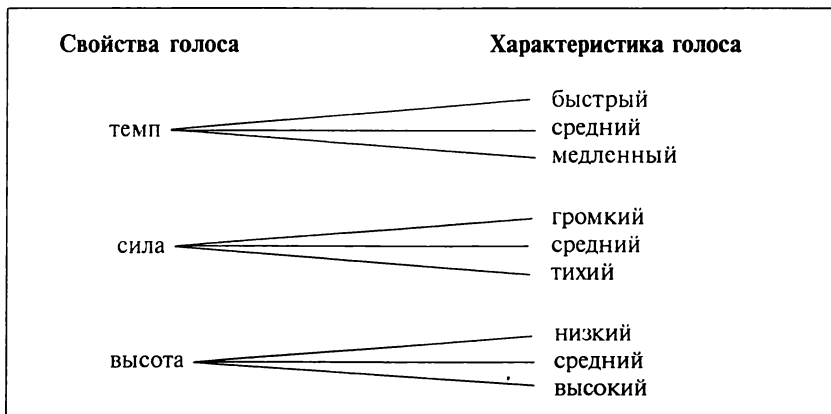 Свойства голоса Характеристика голоса
быстрый
темп средний
медленный
громкий
сила средний
тихий
низкий
высота средний
высокий